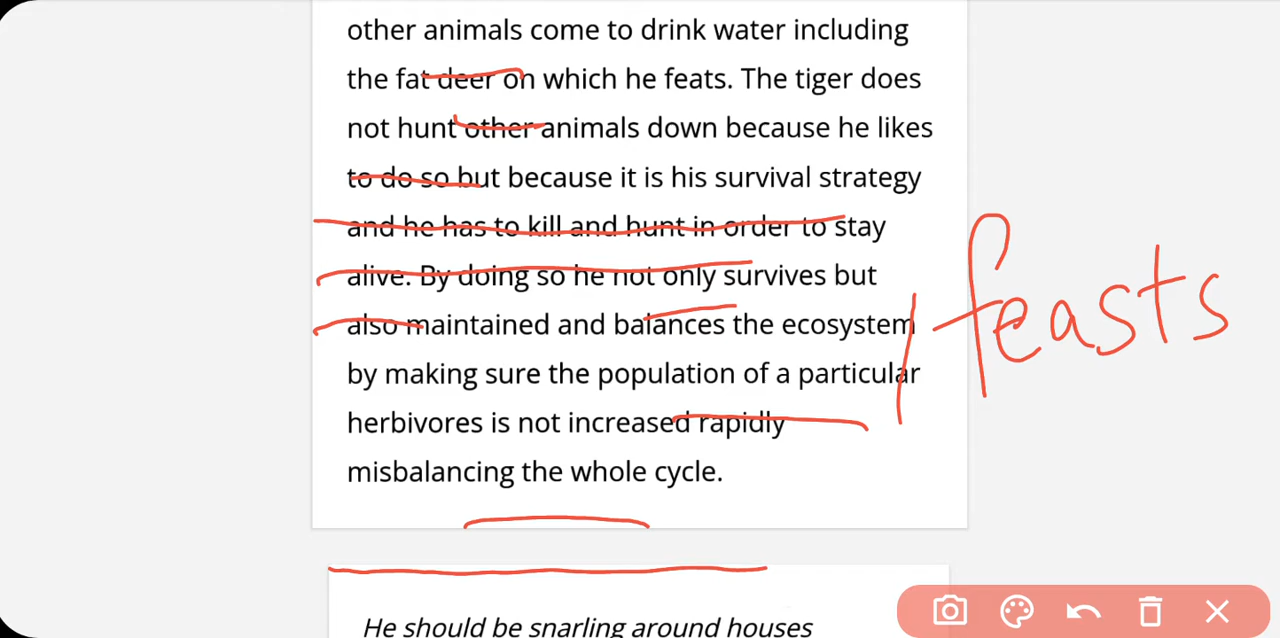 other animals come to drink water including
the fat deer on which he feats. The tiger does
not hunt other animals down because he likes
to do so but because it is his survival strategy
and he has to kill and hunt in order to stay
alive. By doing so he not only survives but
also maintained and balances the ecosystem
by making sure the population of a particular
herbivores is not increased rapidly
misbalancing the whole cycle.
feasts
He should be snarling around houses